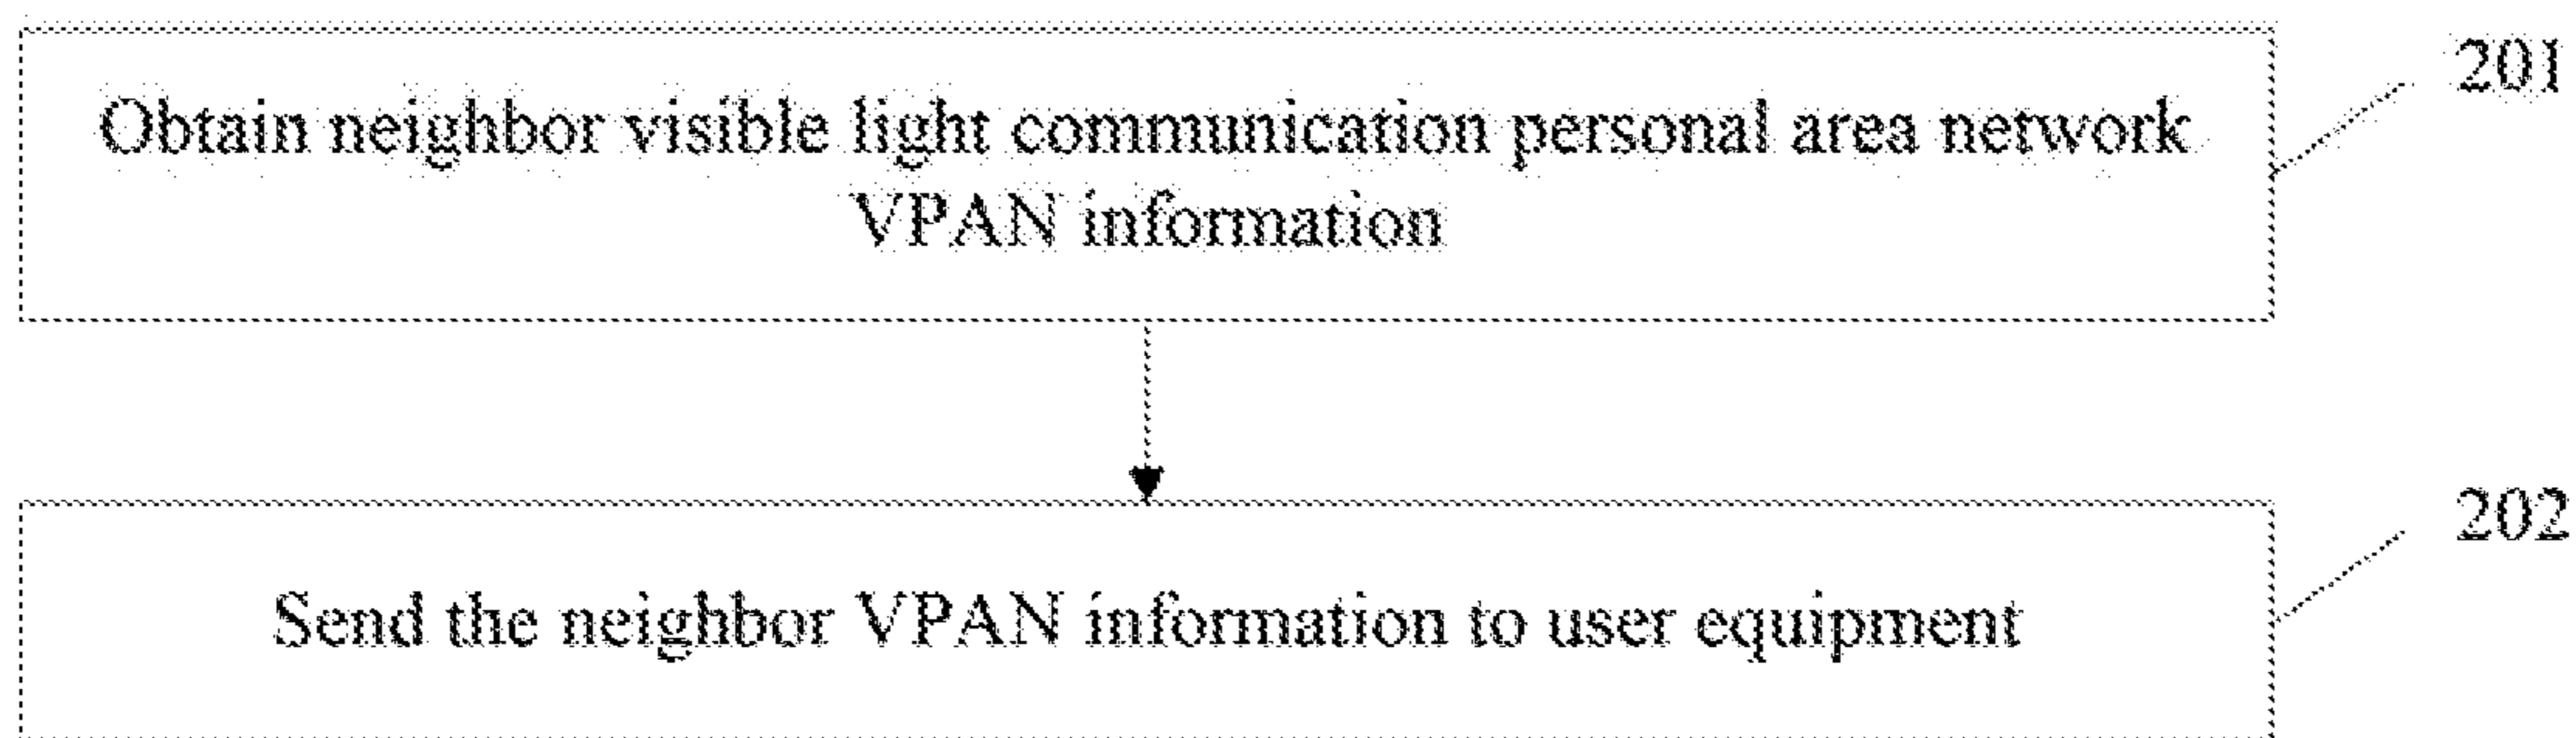 Obtain neighbor visible light communication personal area network
VPAN information
201
Send the neighbor VPAN information to user equipment
202